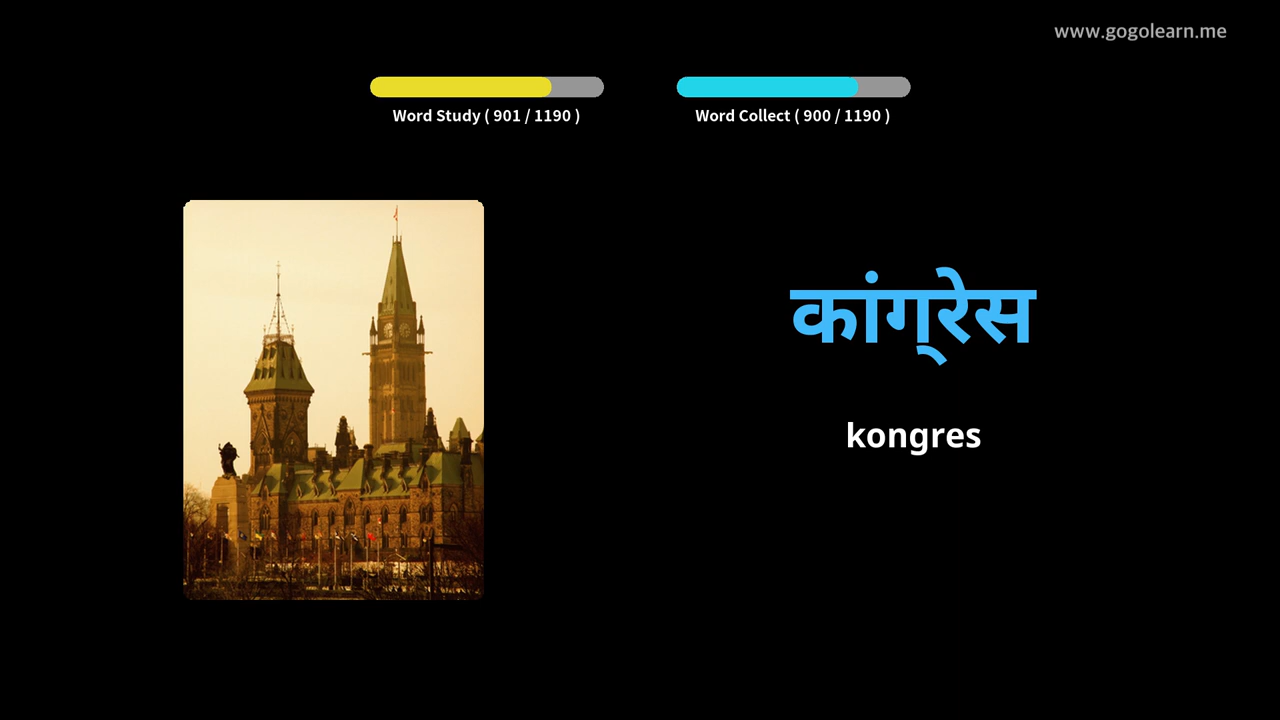 www.gogolearn.me
Word Study ( 901 / 1190 )
Word Collect ( 900 / 1190 )
कांग्रेस
kongres